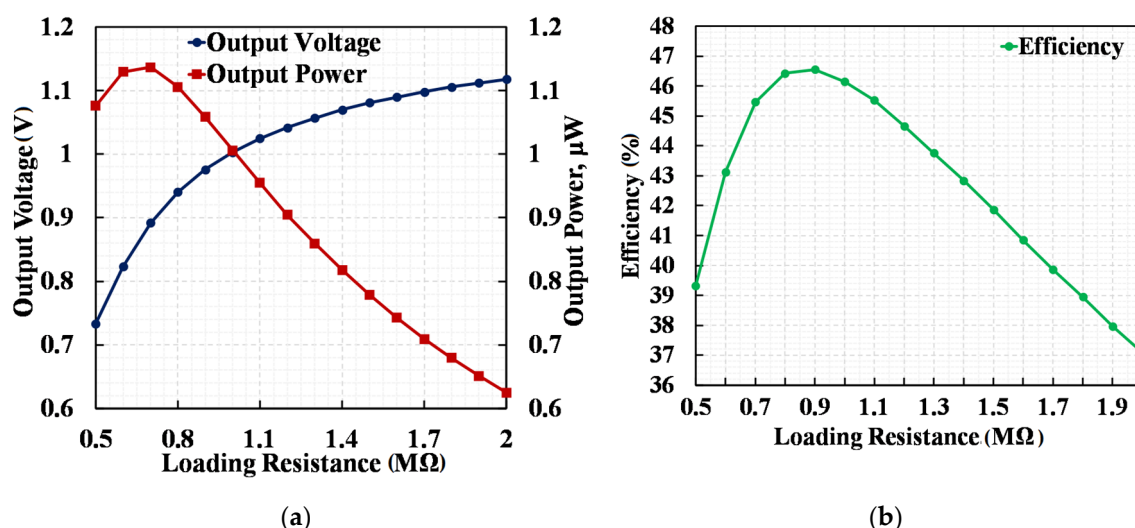 1.2
1.1
1
0.9
0.8
0.7
0.6
Output Voltage (V)
Output Voltage
Output Power
1.2
1.1
1
0.9
0.8
0.7
0.6
Output Power, µW
0.5 0.8 1.1 1.4 1.7 2
Loading Resistance (MΩ)
(a)
48
47
46
45
44
43
42
41
40
39
38
37
36
Efficiency (%)
Efficiency
0.5 0.7 0.9 1.1 1.3 1.5 1.7 1.9
Loading Resistance (MΩ)
(b)